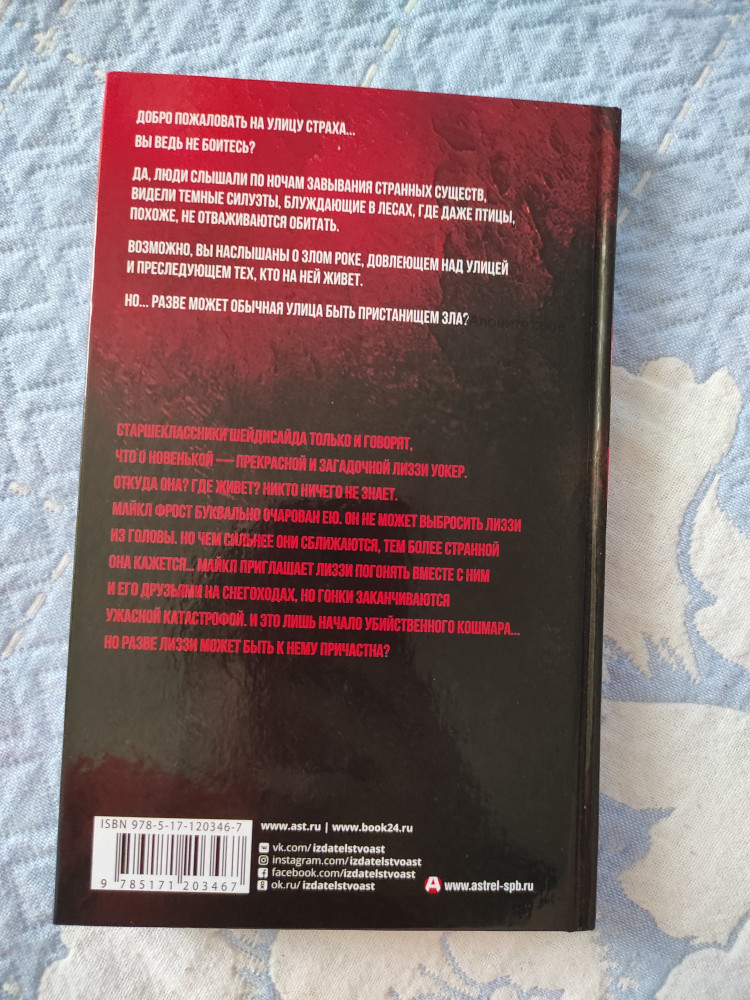 ДОБРО ПОЖАЛОВАТЬ НА УЛИЦУ СТРАХА...
ВЫ ВЕДЬ НЕ БОИТЕСЬ?
ДА, ЛЮДИ СЛЫШАЛИ ПО НОЧАМ ЗАВЫВАНИЯ СТРАННЫХ СУЩЕСТВ,
ВИДЕЛИ ТЕМНЫЕ СИЛУЭТЫ, БЛУЖДАЮЩИЕ В ЛЕСАХ, ГДЕ ДАЖЕ ПТИЦЫ,
ПОХОЖЕ, НЕ ОТВАЖИВАЮТСЯ ОБИТАТЬ.
ВОЗМОЖНО, ВЫ НАСЛЫШАНЫ О ЗЛОМ РОКЕ, ДОВЛЕЮЩЕМ НАД УЛИЦЕЙ
И ПРЕСЛЕДУЮЩЕМ ТЕХ, КТО НА НЕЙ ЖИВЕТ.
НО... РАЗВЕ МОЖЕТ ОБЫЧНАЯ УЛИЦА БЫТЬ ПРИСТАНИЩЕМ ЗЛА?
СТАРШЕКЛАССНИКИ ШЕЙДИСАЙДА ТОЛЬКО И ГОВОРЯТ,
ЧТО О НОВЕНЬКОЙ — ПРЕКРАСНОЙ И ЗАГАДОЧНОЙ ЛИЗЗИ УОКЕР.
ОТКУДА ОНА? ГДЕ ЖИВЕТ? НИКТО НИЧЕГО НЕ ЗНАЕТ.
МАЙКЛ ФРОСТ БУКВАЛЬНО ОЧАРОВАН ЕЮ. ОН НЕ МОЖЕТ ВЫБРОСИТЬ ЛИЗЗИ
ИЗ ГОЛОВЫ. НО ЧЕМ СИЛЬНЕЕ ОНИ СБЛИЖАЮТСЯ, ТЕМ БОЛЕЕ СТРАННОЙ
ОНА КАЖЕТСЯ... МАЙКЛ ПРИГЛАШАЕТ ЛИЗЗИ ПОГОНЯТЬ ВМЕСТЕ С НИМ
И ЕГО ДРУЗЬЯМИ НА СНЕГОХОДАХ, НО ГОНКИ ЗАКАНЧИВАЮТСЯ
УЖАСНОЙ КАТАСТРОФОЙ. И ЭТО ЛИШЬ НАЧАЛО УБИЙСТВЕННОГО КОШМАРА...
НО РАЗВЕ ЛИЗЗИ МОЖЕТ БЫТЬ К НЕМУ ПРИЧАСТНА?
ISBN 978-5-17-120346-7
9 785171 203467
www.ast.ru | www.book24.ru
vk.com/izdatelstvoast
instagram.com/izdatelstvoast
facebook.com/izdatelstvoast
ok.ru/izdatelstvoast
www.astrel-spb.ru